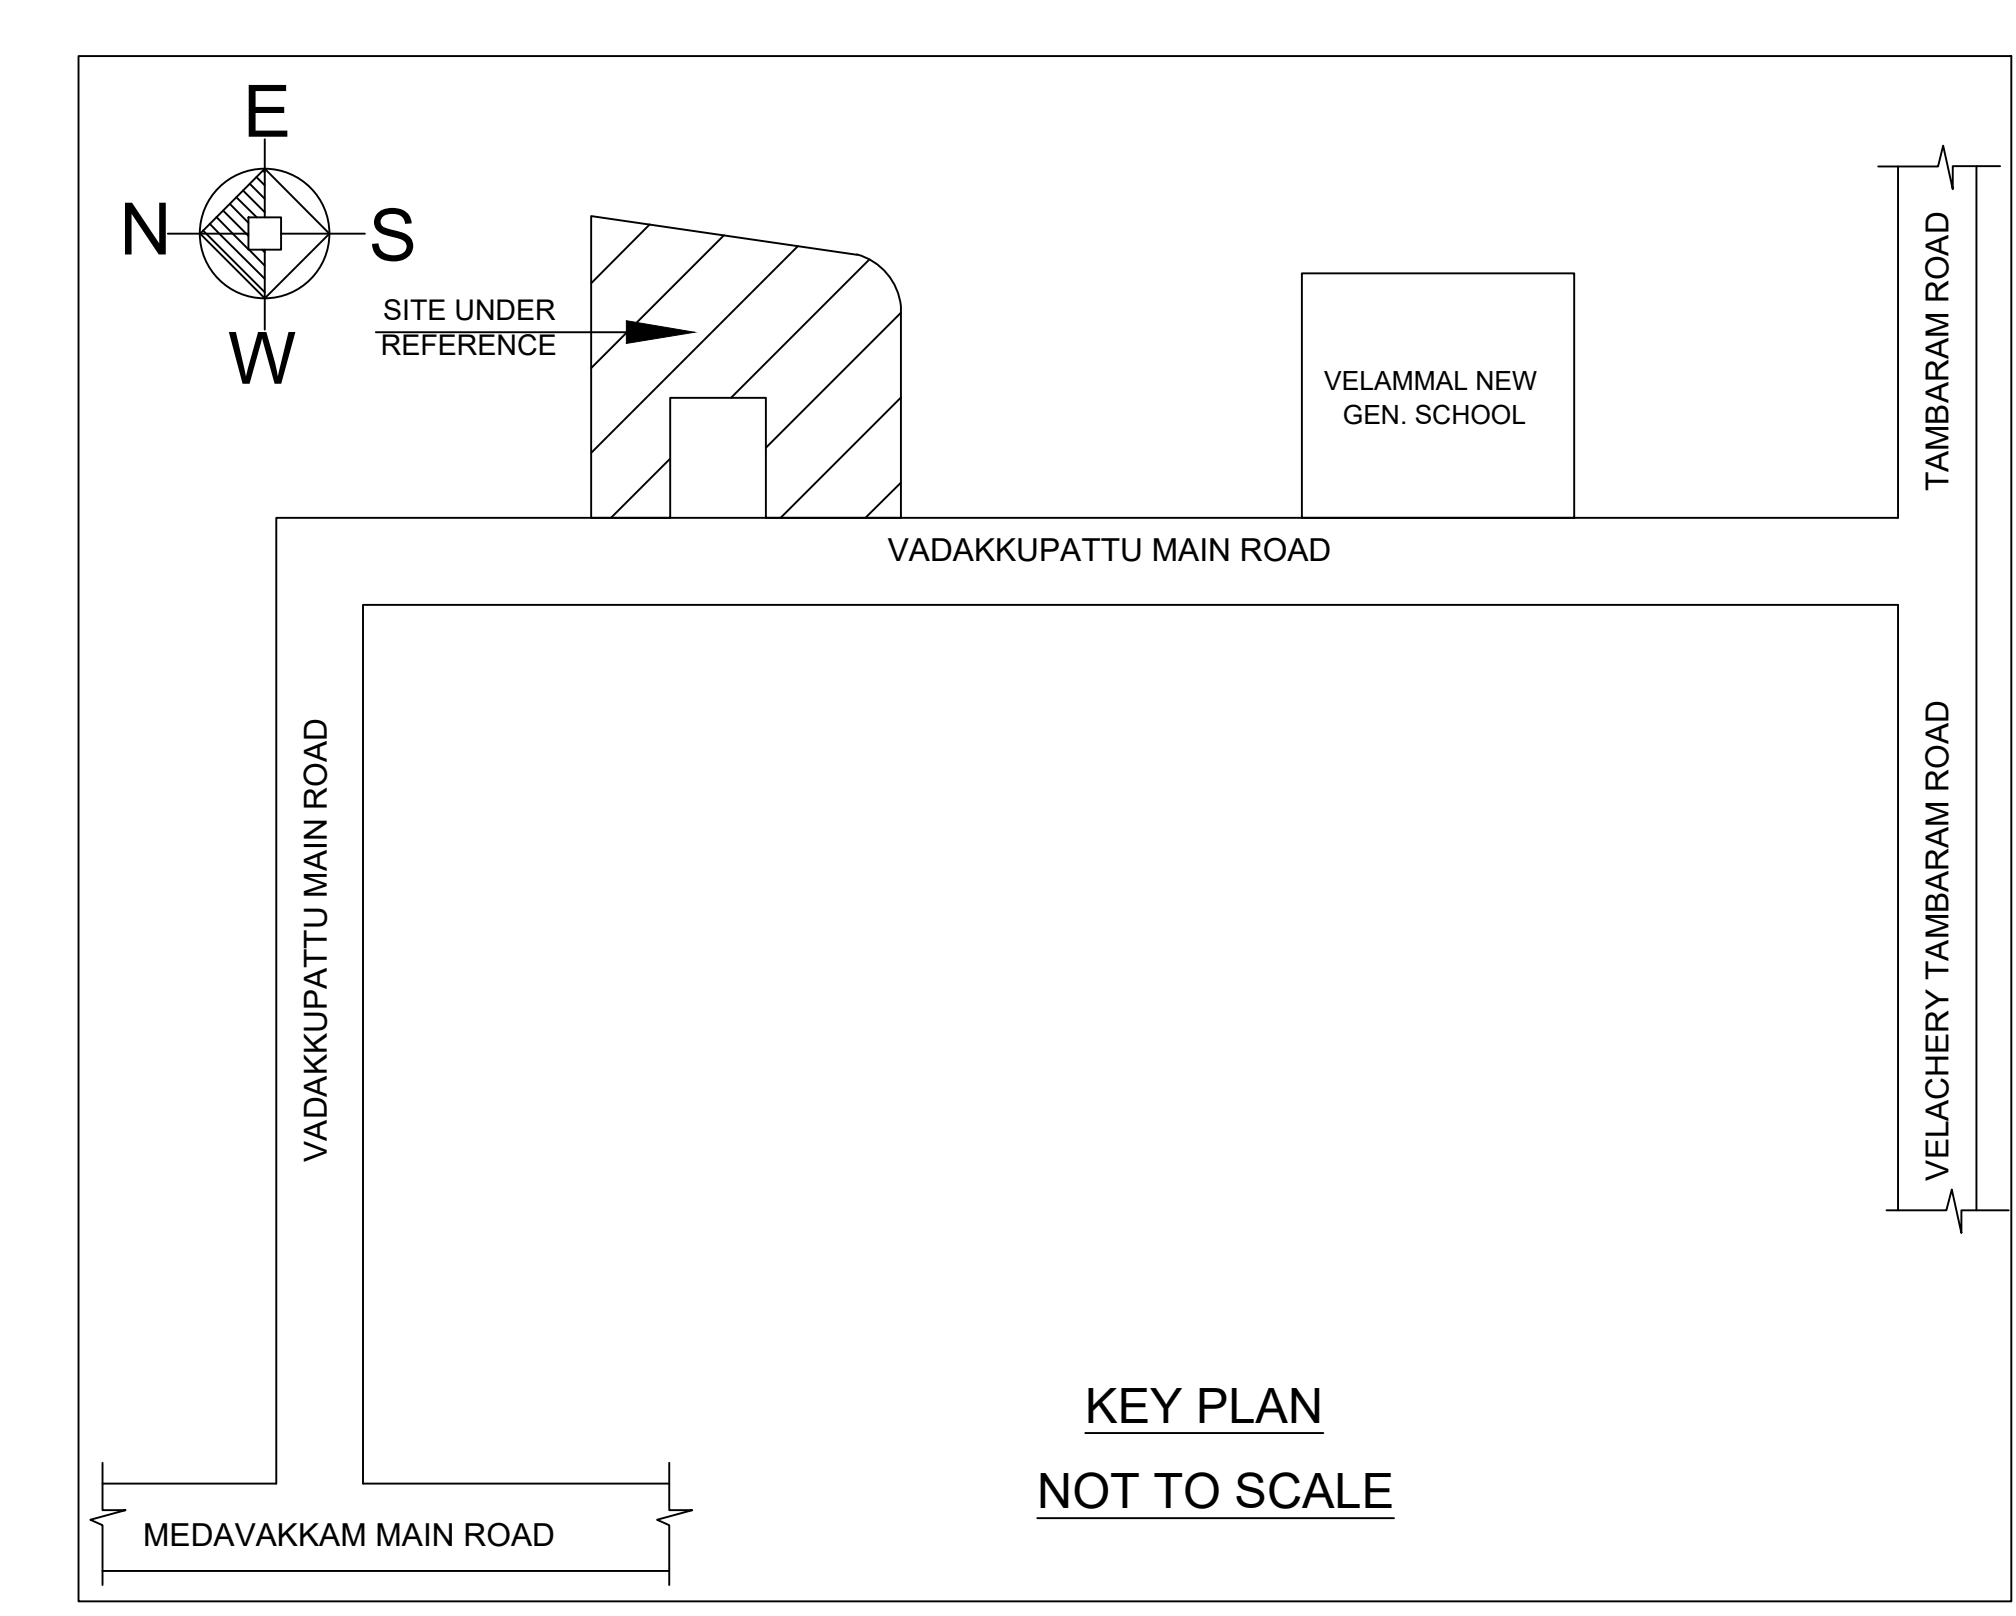 E
N
S
W
SITE UNDER
REFERENCE
VELAMMAL NEW
GEN. SCHOOL
TAMBARAM ROAD
VADAKKUPATTU MAIN ROAD
VADAKKUPATTU MAIN ROAD
VELACHERY TAMBARAM ROAD
KEY PLAN
NOT TO SCALE
MEDAVAKKAM MAIN ROAD